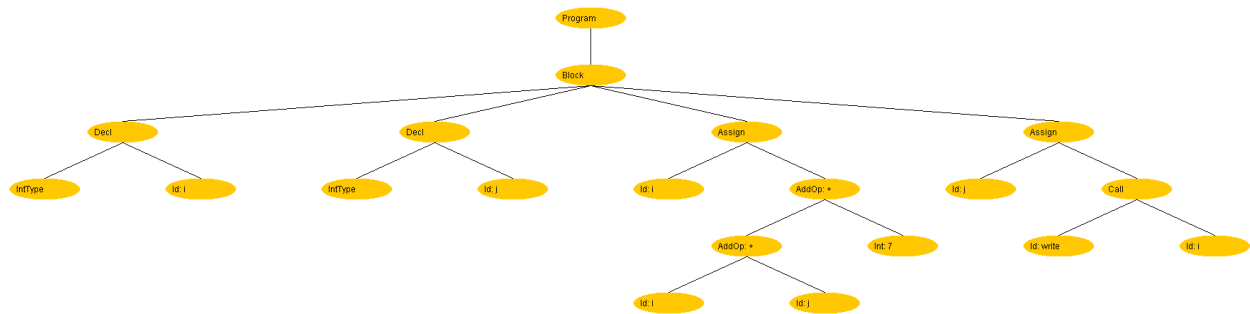 Program
Block
Decl
Decl
Assign
Assign
IntType
Id: i
IntType
Id: j
Id: i
AddOp: +
Id: j
Call
AddOp: +
Int: 7
Id: write
Id: i
Id: i
Id: j